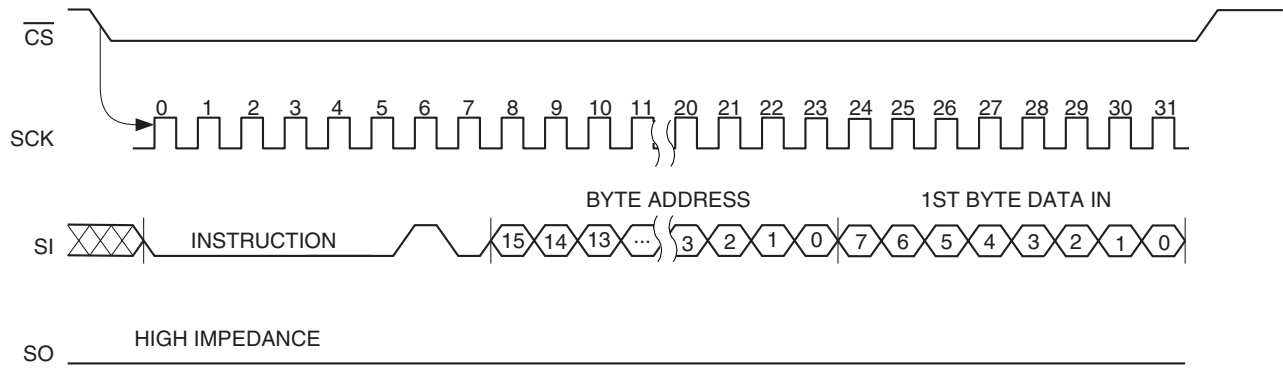 CS
0 1 2 3 4 5 6 7 8 9 10 11 20 21 22 23 24 25 26 27 28 29 30 31
SCK
BYTE ADDRESS 1ST BYTE DATA IN
SI INSTRUCTION 15 14 13 ... 3 2 1 0 7 6 5 4 3 2 1 0
HIGH IMPEDANCE
SO